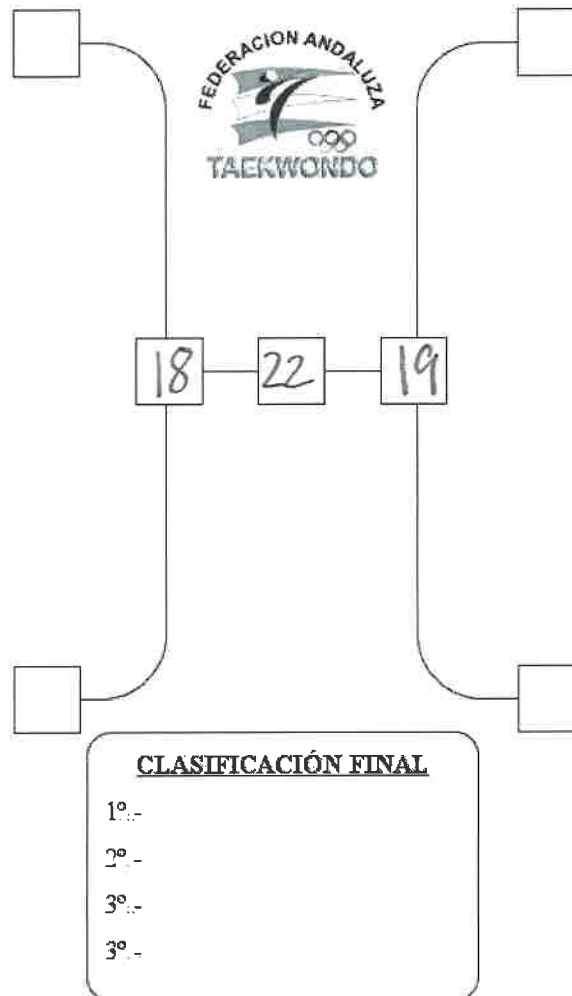 FEDERACION ANDALUZA
TAEKWONDO
18 22 19
CLASIFICACIÓN FINAL
1º.-
2º.-
3º.-
3º.-